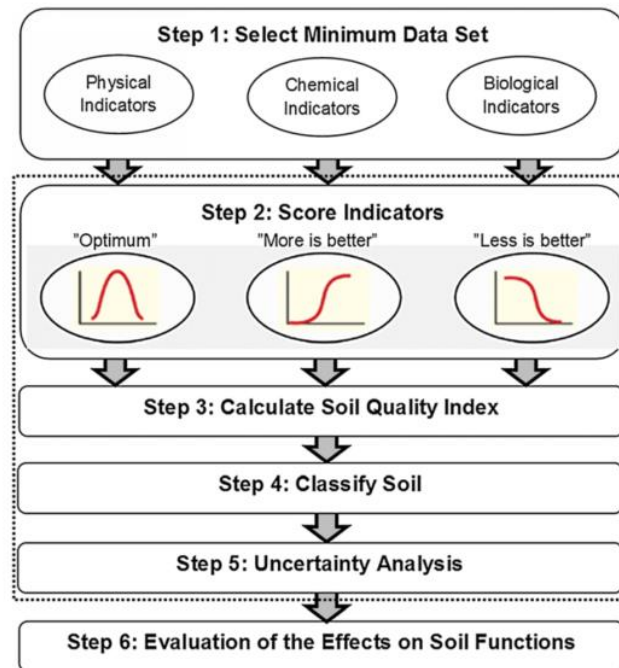 Step 1: Select Minimum Data Set
Physical
Indicators
Chemical
Indicators
Biological
Indicators
Step 2: Score Indicators
"Optimum"
"More is better"
"Less is better"
Step 3: Calculate Soil Quality Index
Step 4: Classify Soil
Step 5: Uncertainty Analysis
Step 6: Evaluation of the Effects on Soil Functions